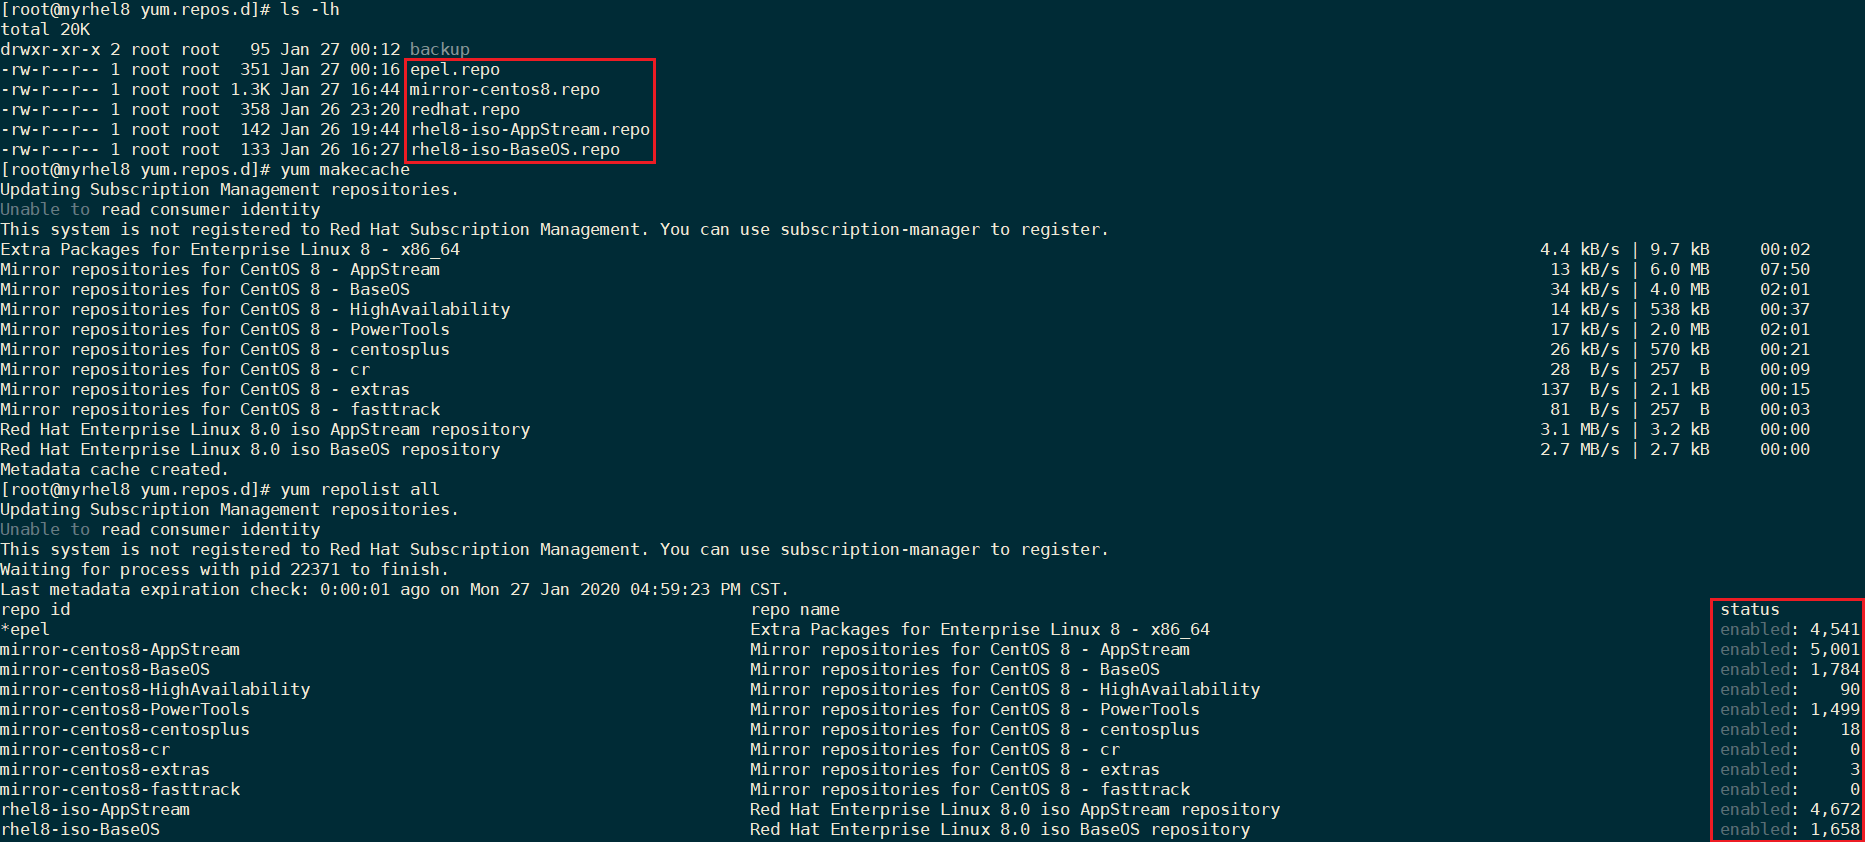 [root@myrhel8 yum.repos.d]# ls -lh
total 20K
drwxr-xr-x 2 root root   95 Jan 27 00:12 backup
-rw-r--r-- 1 root root  351 Jan 27 00:16 epel.repo
-rw-r--r-- 1 root root 1.3K Jan 27 16:44 mirror-centos8.repo
-rw-r--r-- 1 root root  358 Jan 26 23:20 redhat.repo
-rw-r--r-- 1 root root  142 Jan 26 19:44 rhel8-iso-AppStream.repo
-rw-r--r-- 1 root root  133 Jan 26 16:27 rhel8-iso-BaseOS.repo
[root@myrhel8 yum.repos.d]# yum makecache
Updating Subscription Management repositories.
Unable to read consumer identity
This system is not registered to Red Hat Subscription Management. You can use subscription-manager to register.
Extra Packages for Enterprise Linux 8 - x86_64 4.4 kB/s | 9.7 kB 00:02
Mirror repositories for CentOS 8 - AppStream 13 kB/s | 6.0 MB 07:50
Mirror repositories for CentOS 8 - BaseOS 34 kB/s | 4.0 MB 02:01
Mirror repositories for CentOS 8 - HighAvailability 14 kB/s | 538 kB 00:37
Mirror repositories for CentOS 8 - PowerTools 17 kB/s | 2.0 MB 02:01
Mirror repositories for CentOS 8 - centosplus 26 kB/s | 570 kB 00:21
Mirror repositories for CentOS 8 - cr 28 B/s | 257 B 00:09
Mirror repositories for CentOS 8 - extras 137 B/s | 2.1 kB 00:15
Mirror repositories for CentOS 8 - fasttrack 81 B/s | 257 B 00:03
Red Hat Enterprise Linux 8.0 iso AppStream repository 3.1 MB/s | 3.2 kB 00:00
Red Hat Enterprise Linux 8.0 iso BaseOS repository 2.7 MB/s | 2.7 kB 00:00
Metadata cache created.
[root@myrhel8 yum.repos.d]# yum repolist all
Updating Subscription Management repositories.
Unable to read consumer identity
This system is not registered to Red Hat Subscription Management. You can use subscription-manager to register.
Waiting for process with pid 22371 to finish.
Last metadata expiration check: 0:00:01 ago on Mon 27 Jan 2020 04:59:23 PM CST.
repo id repo name status
*epel Extra Packages for Enterprise Linux 8 - x86_64 enabled: 4,541
mirror-centos8-AppStream Mirror repositories for CentOS 8 - AppStream enabled: 5,001
mirror-centos8-BaseOS Mirror repositories for CentOS 8 - BaseOS enabled: 1,784
mirror-centos8-HighAvailability Mirror repositories for CentOS 8 - HighAvailability enabled: 90
mirror-centos8-PowerTools Mirror repositories for CentOS 8 - PowerTools enabled: 1,499
mirror-centos8-centosplus Mirror repositories for CentOS 8 - centosplus enabled: 18
mirror-centos8-cr Mirror repositories for CentOS 8 - cr enabled: 0
mirror-centos8-extras Mirror repositories for CentOS 8 - extras enabled: 3
mirror-centos8-fasttrack Mirror repositories for CentOS 8 - fasttrack enabled: 0
rhel8-iso-AppStream Red Hat Enterprise Linux 8.0 iso AppStream repository enabled: 4,672
rhel8-iso-BaseOS Red Hat Enterprise Linux 8.0 iso BaseOS repository enabled: 1,658